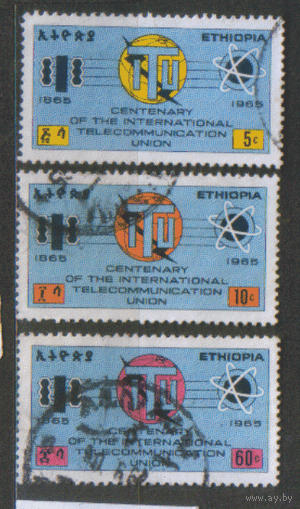 ኢትዮጵያ ETHIOPIA
ITU
1865 1965
CENTENARY
OF THE INTERNATIONAL
TELECOMMUNICATION
UNION
5c
ኢትዮጵያ ETHIOPIA
ITU
1865 1965
CENTENARY
OF THE INTERNATIONAL
TELECOMMUNICATION
UNION
፲ ሳ 10c
ኢትዮጵያ ETHIOPIA
ITU
1865 1965
CENTENARY
OF THE INTERNATIONAL
TELECOMMUNICATION
UNION
፷ ሳ 60c
ay.by